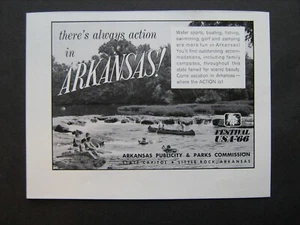 there's always action
in
ARKANSAS!
Water sports, boating, fishing,
swimming, golf and camping
are more fun in Arkansas!
You'll find outstanding accom-
modations, including family
campsites, throughout this
state famed for scenic beauty.
Come vacation in Arkansas—
where the ACTION is!
FESTIVAL
USA·'66
ARKANSAS PUBLICITY & PARKS COMMISSION
STATE CAPITOL • LITTLE ROCK, ARKANSAS